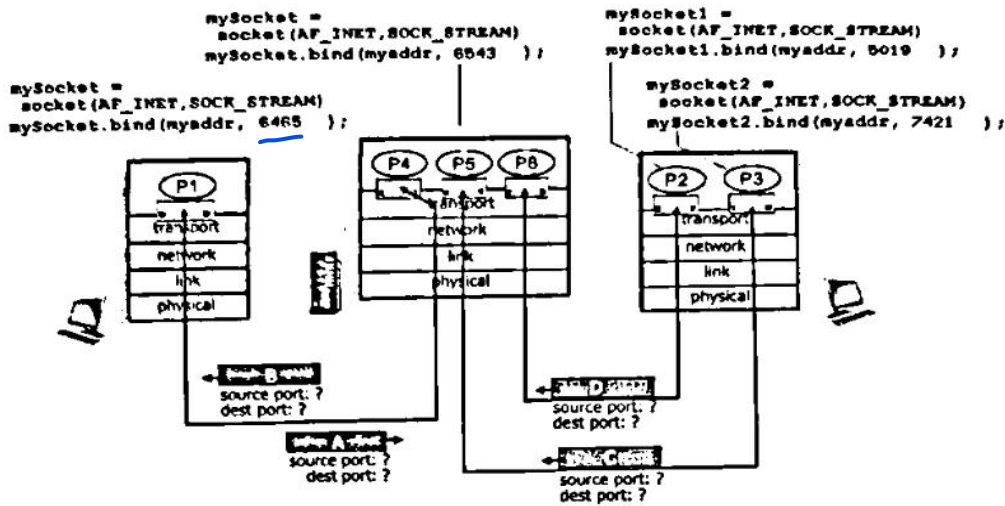 mySocket =
socket(AF_INET,SOCK_STREAM)
mySocket.bind(myaddr, 6543 );
mySocket1 =
socket(AF_INET,SOCK_STREAM)
mySocket1.bind(myaddr, 5019 );
mySocket =
socket(AF_INET,SOCK_STREAM)
mySocket.bind(myaddr, 6465 );
mySocket2 =
socket(AF_INET,SOCK_STREAM)
mySocket2.bind(myaddr, 7421 );
P1
transport
network
link
physical
P4 P5 P6
transport
network
link
physical
P2 P3
transport
network
link
physical
B
source port: ?
dest port: ?
A
source port: ?
dest port: ?
D
source port: ?
dest port: ?
C
source port: ?
dest port: ?